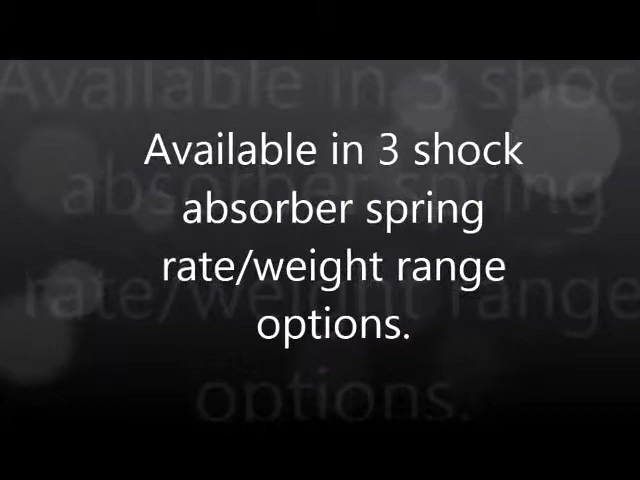 Available in 3 shock
absorber spring
rate/weight range
options.